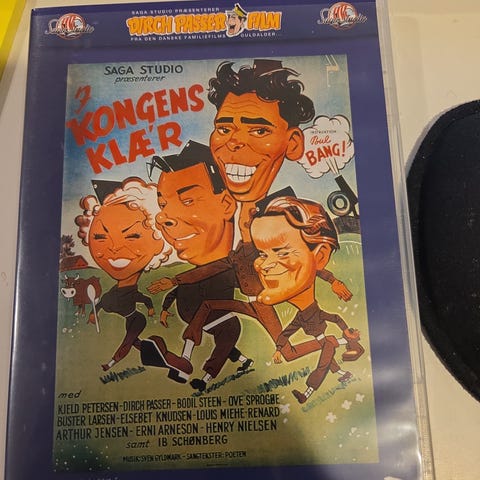 SAGA STUDIO PRÆSENTERER
DIRCH PASSER FILM
FRA DEN DANSKE FAMILIEFILMS GULDALDER...
SAGA STUDIO
præsenterer
I
KONGENS
KLÆ'R
INSTRUKTION
Poul
BANG!
med
KJELD PETERSEN-DIRCH PASSER-BODIL STEEN-OVE SPROGØE
BUSTER LARSEN-ELSEBET KNUDSEN-LOUIS MIEHE-RENARD
ARTHUR JENSEN-ERNI ARNESON-HENRY NIELSEN
samt IB SCHØNBERG
MUSIK: SVEN GYLDMARK-SANGTEKSTER: POETEN